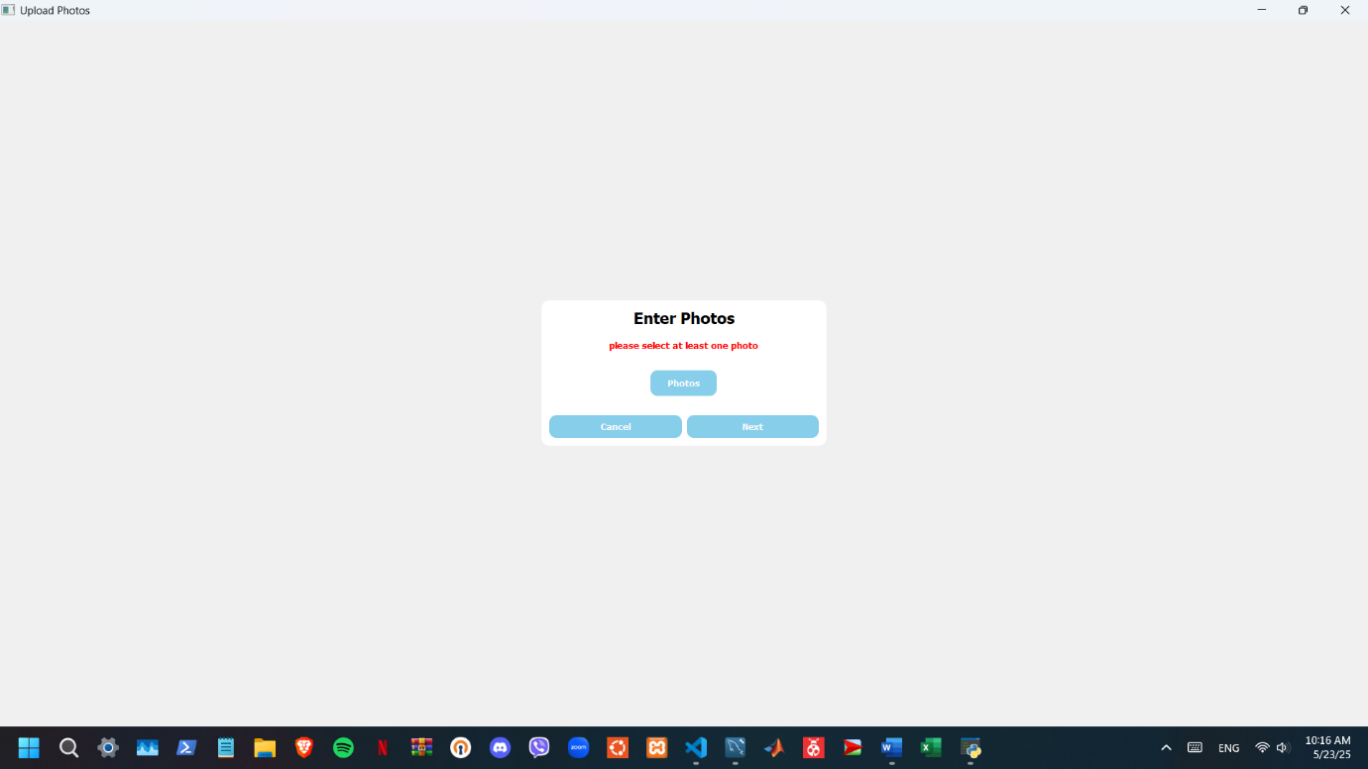 Upload Photos
Enter Photos
please select at least one photo
Photos
Cancel
Next
zoom
ENG
10:16 AM
5/23/25